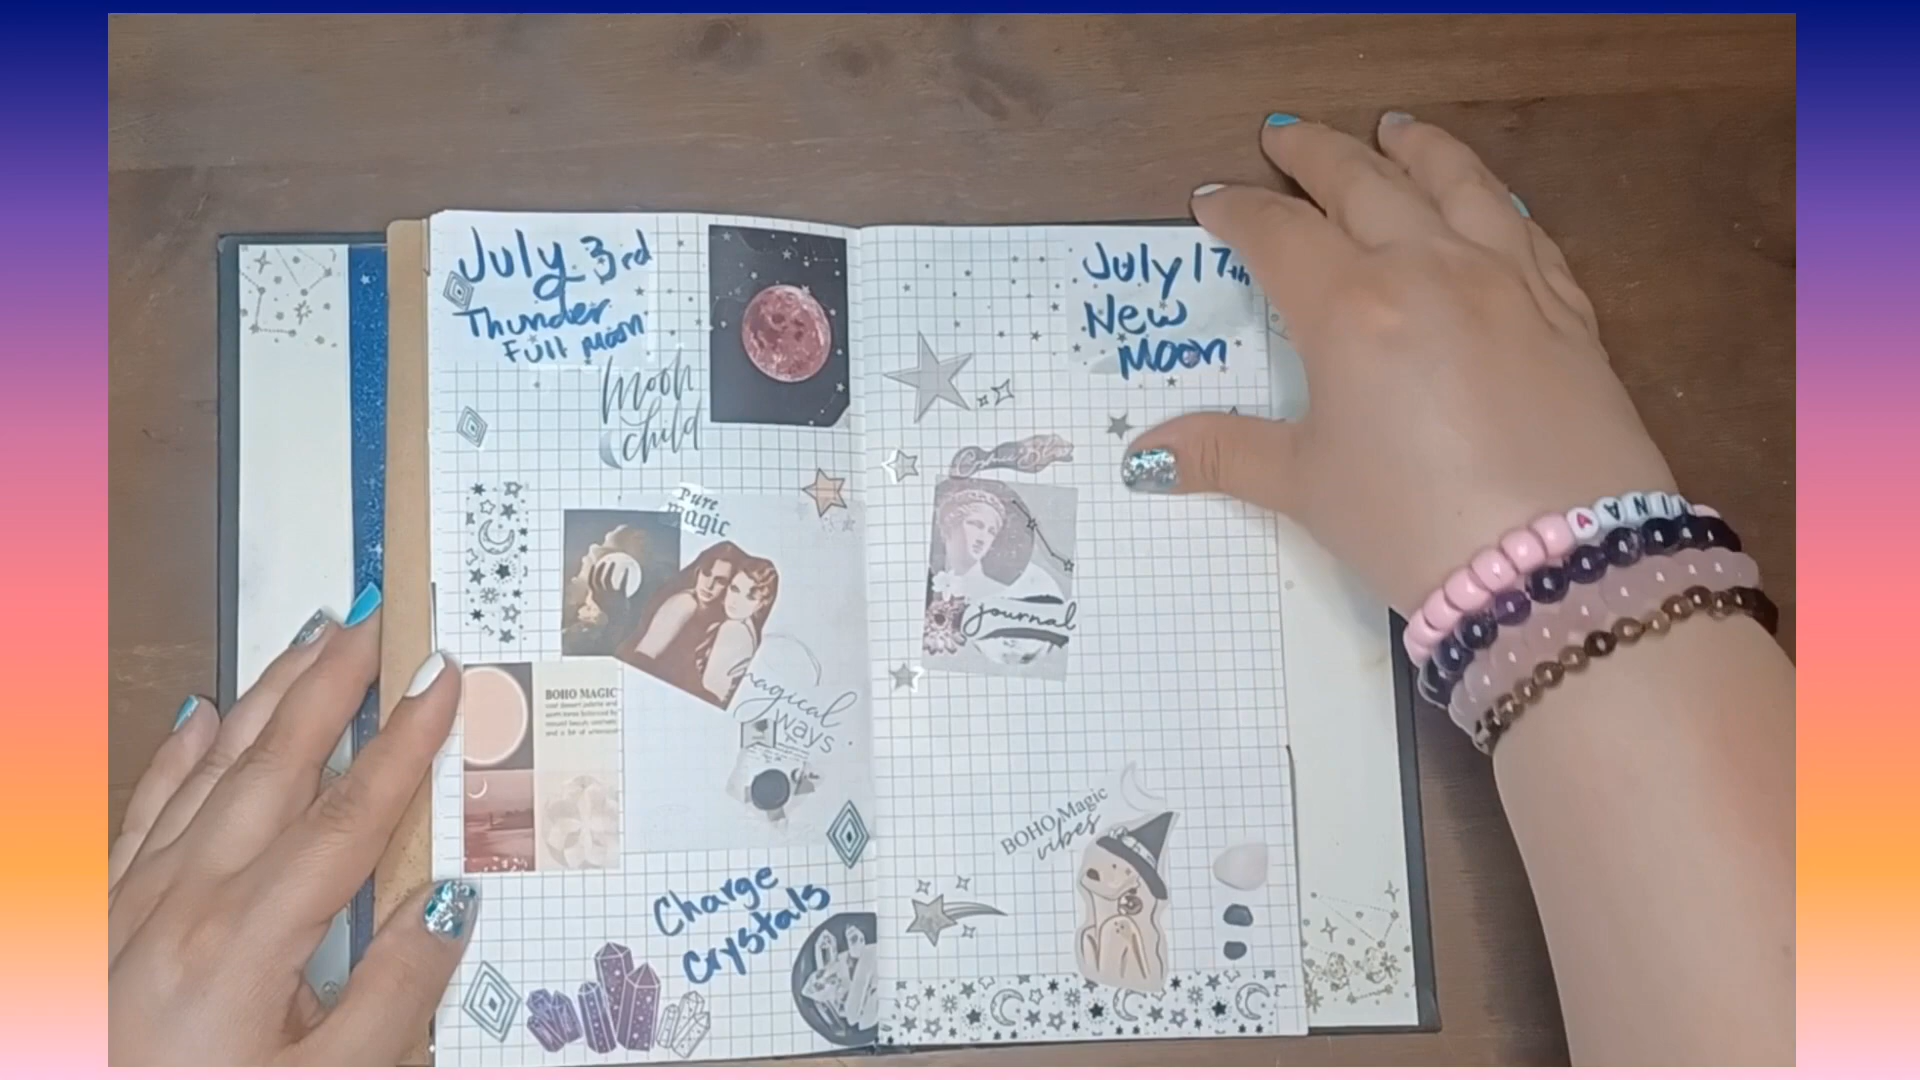 July 3rd
Thunder
Full Moon
Moon
child
Pure
magic
BOHO MAGIC
magical
ways
Charge
Crystals
July 17th
New
Moon
journal
BOHO Magic
vibes